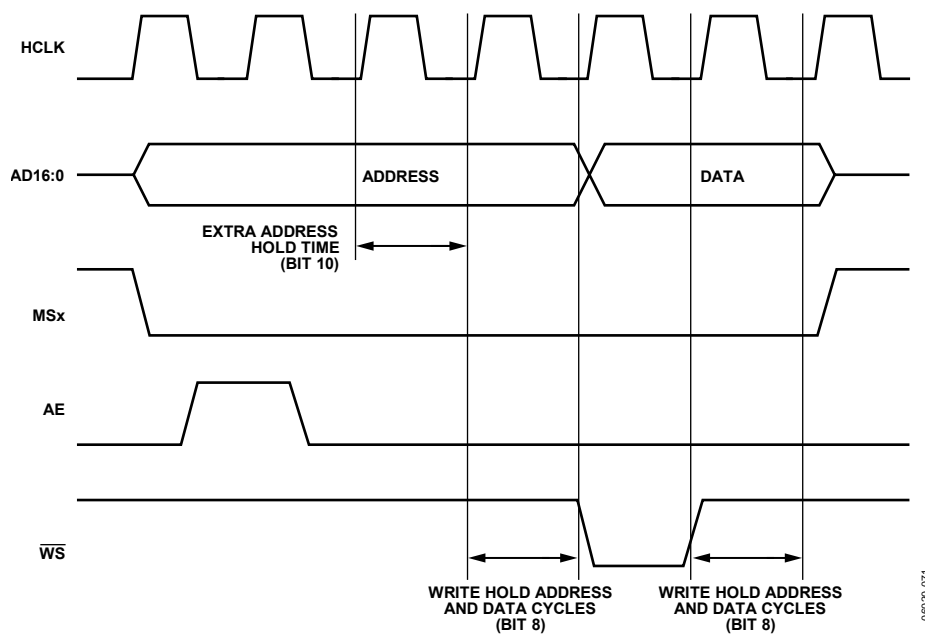 HCLK
AD16:0
ADDRESS
DATA
EXTRA ADDRESS
HOLD TIME
(BIT 10)
MSx
AE
WS
WRITE HOLD ADDRESS
AND DATA CYCLES
(BIT 8)
WRITE HOLD ADDRESS
AND DATA CYCLES
(BIT 8)